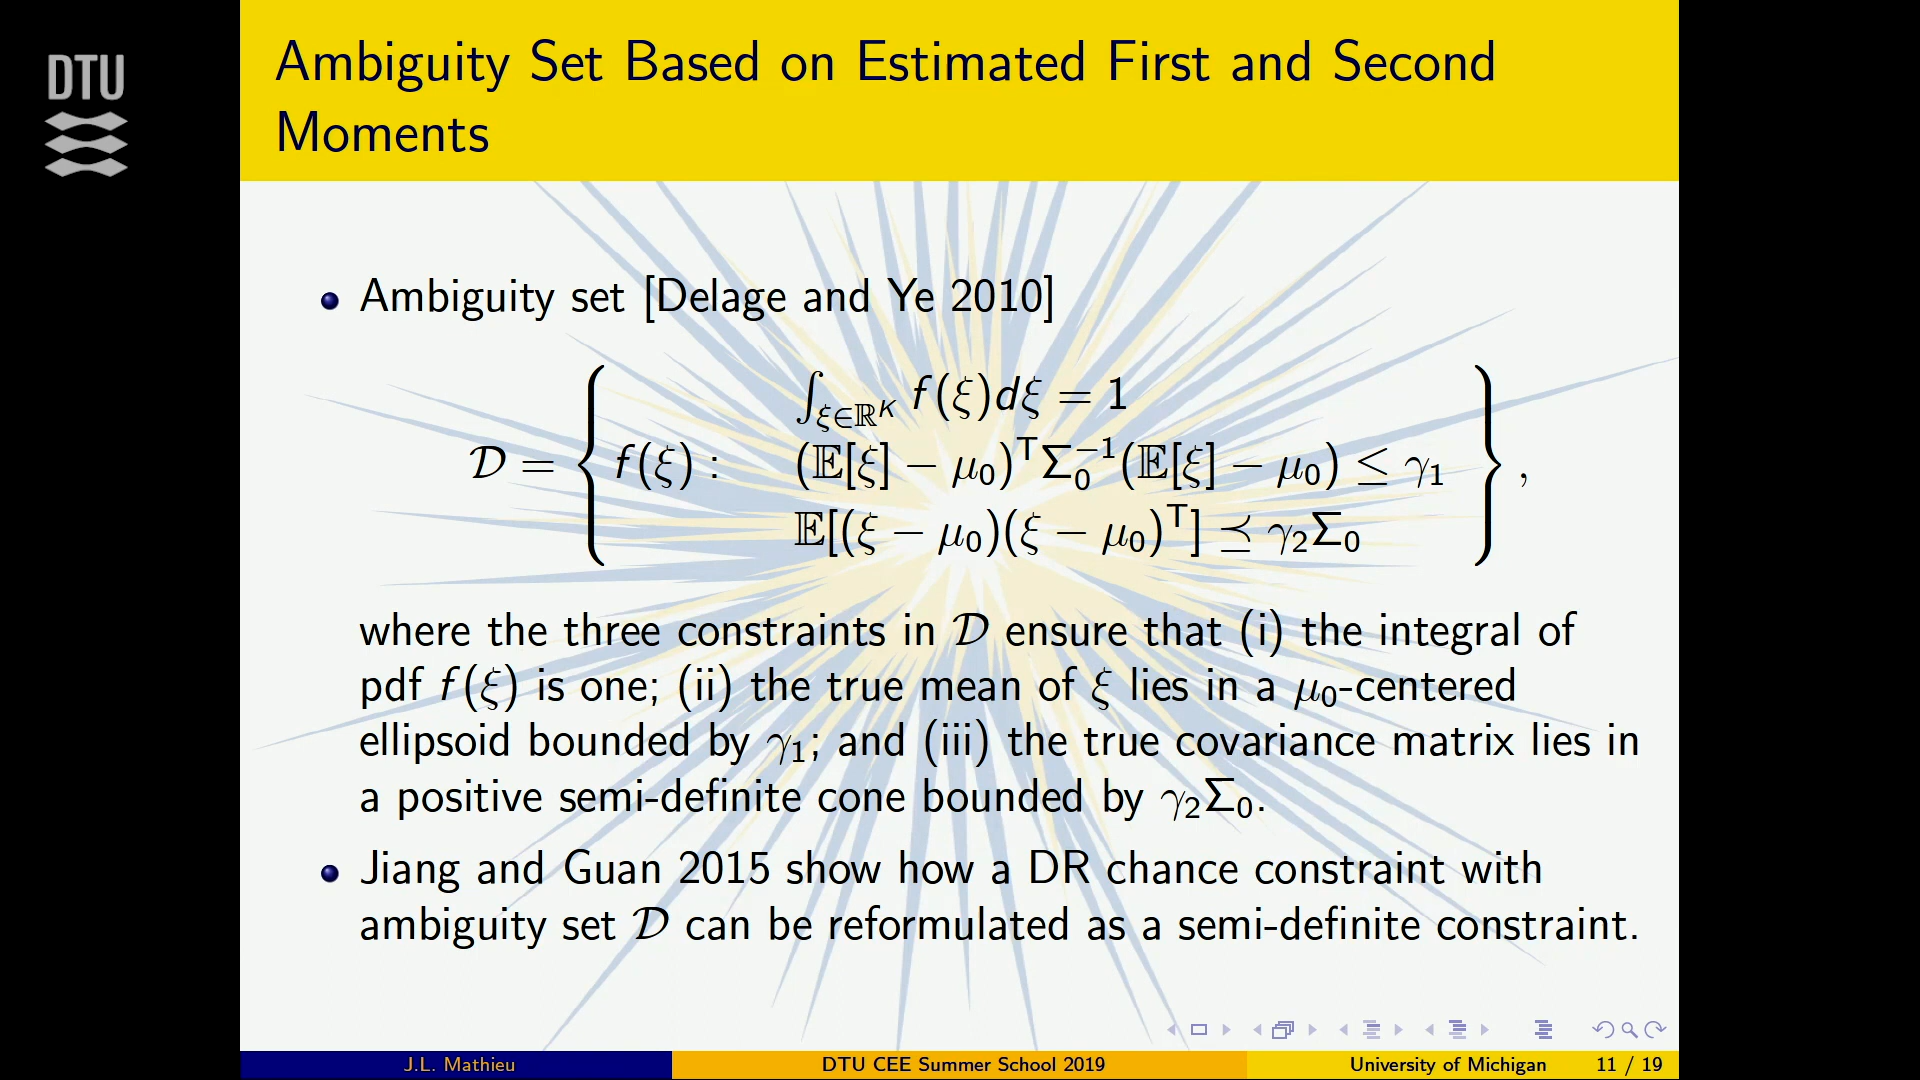 DTU
Ambiguity Set Based on Estimated First and Second
Moments
Ambiguity set [Delage and Ye 2010]
∫_{ξ∈ℝ^K} f(ξ)dξ = 1
𝒟 = { f(ξ) : (𝔼[ξ] − μ₀)ᵀΣ₀⁻¹(𝔼[ξ] − μ₀) ≤ γ₁ } ,
𝔼[(ξ − μ₀)(ξ − μ₀)ᵀ] ⪯ γ₂Σ₀
where the three constraints in 𝒟 ensure that (i) the integral of
pdf f(ξ) is one; (ii) the true mean of ξ lies in a μ₀-centered
ellipsoid bounded by γ₁; and (iii) the true covariance matrix lies in
a positive semi-definite cone bounded by γ₂Σ₀.
Jiang and Guan 2015 show how a DR chance constraint with
ambiguity set 𝒟 can be reformulated as a semi-definite constraint.
J.L. Mathieu DTU CEE Summer School 2019 University of Michigan 11 / 19